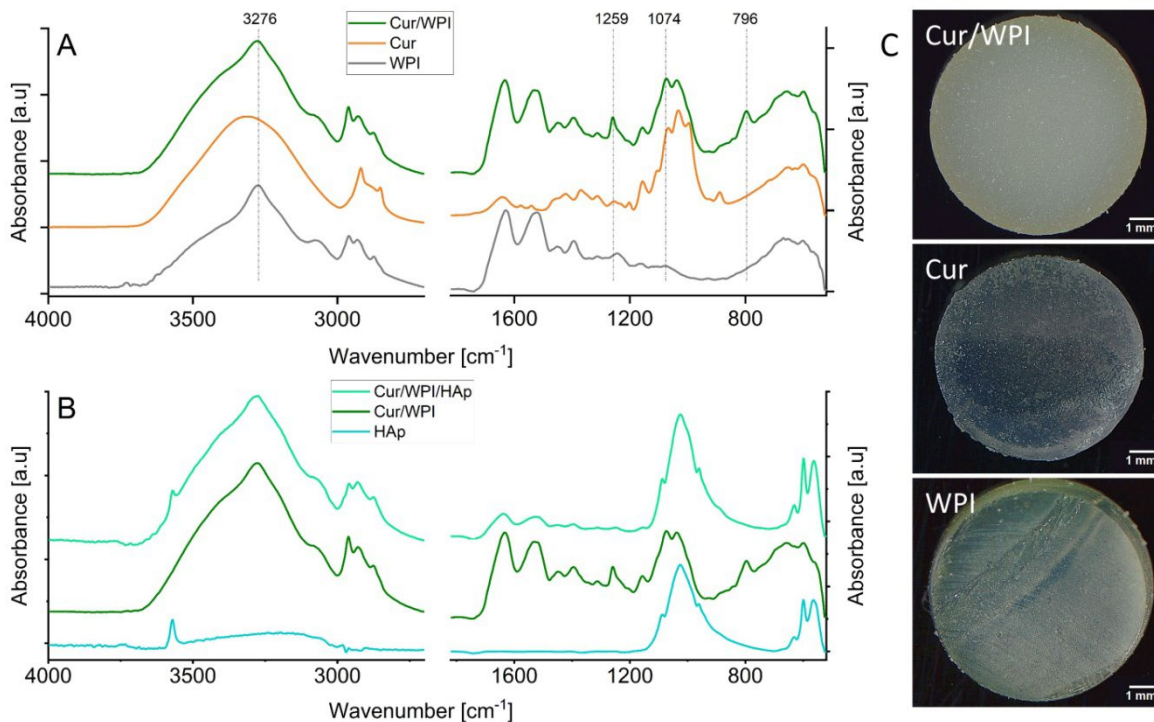 3276
1259
1074
796
A
Cur/WPI
Cur
WPI
Absorbance [a.u]
Absorbance [a.u]
4000
3500
3000
1600
1200
800
Wavenumber [cm⁻¹]
B
Cur/WPI/HAp
Cur/WPI
HAp
Absorbance [a.u]
Absorbance [a.u]
4000
3500
3000
1600
1200
800
Wavenumber [cm⁻¹]
C
Cur/WPI
1 mm
Cur
1 mm
WPI
1 mm